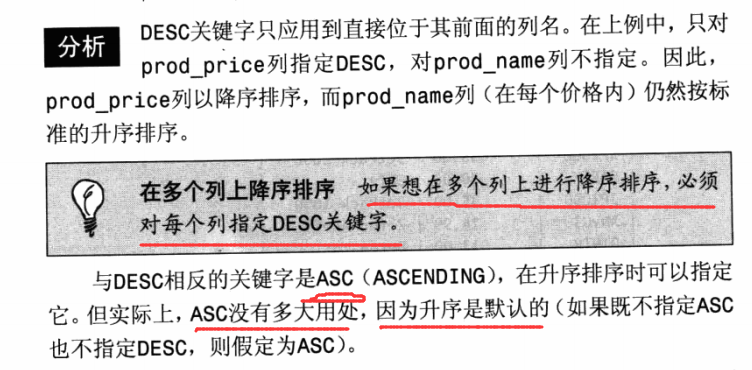 分析
DESC关键字只应用到直接位于其前面的列名。在上例中，只对
prod_price列指定DESC，对prod_name列不指定。因此，
prod_price列以降序排序，而prod_name列（在每个价格内）仍然按标
准的升序排序。
在多个列上降序排序 如果想在多个列上进行降序排序，必须
对每个列指定DESC关键字。
与DESC相反的关键字是ASC（ASCENDING），在升序排序时可以指定
它。但实际上，ASC没有多大用处，因为升序是默认的（如果既不指定ASC
也不指定DESC，则假定为ASC）。